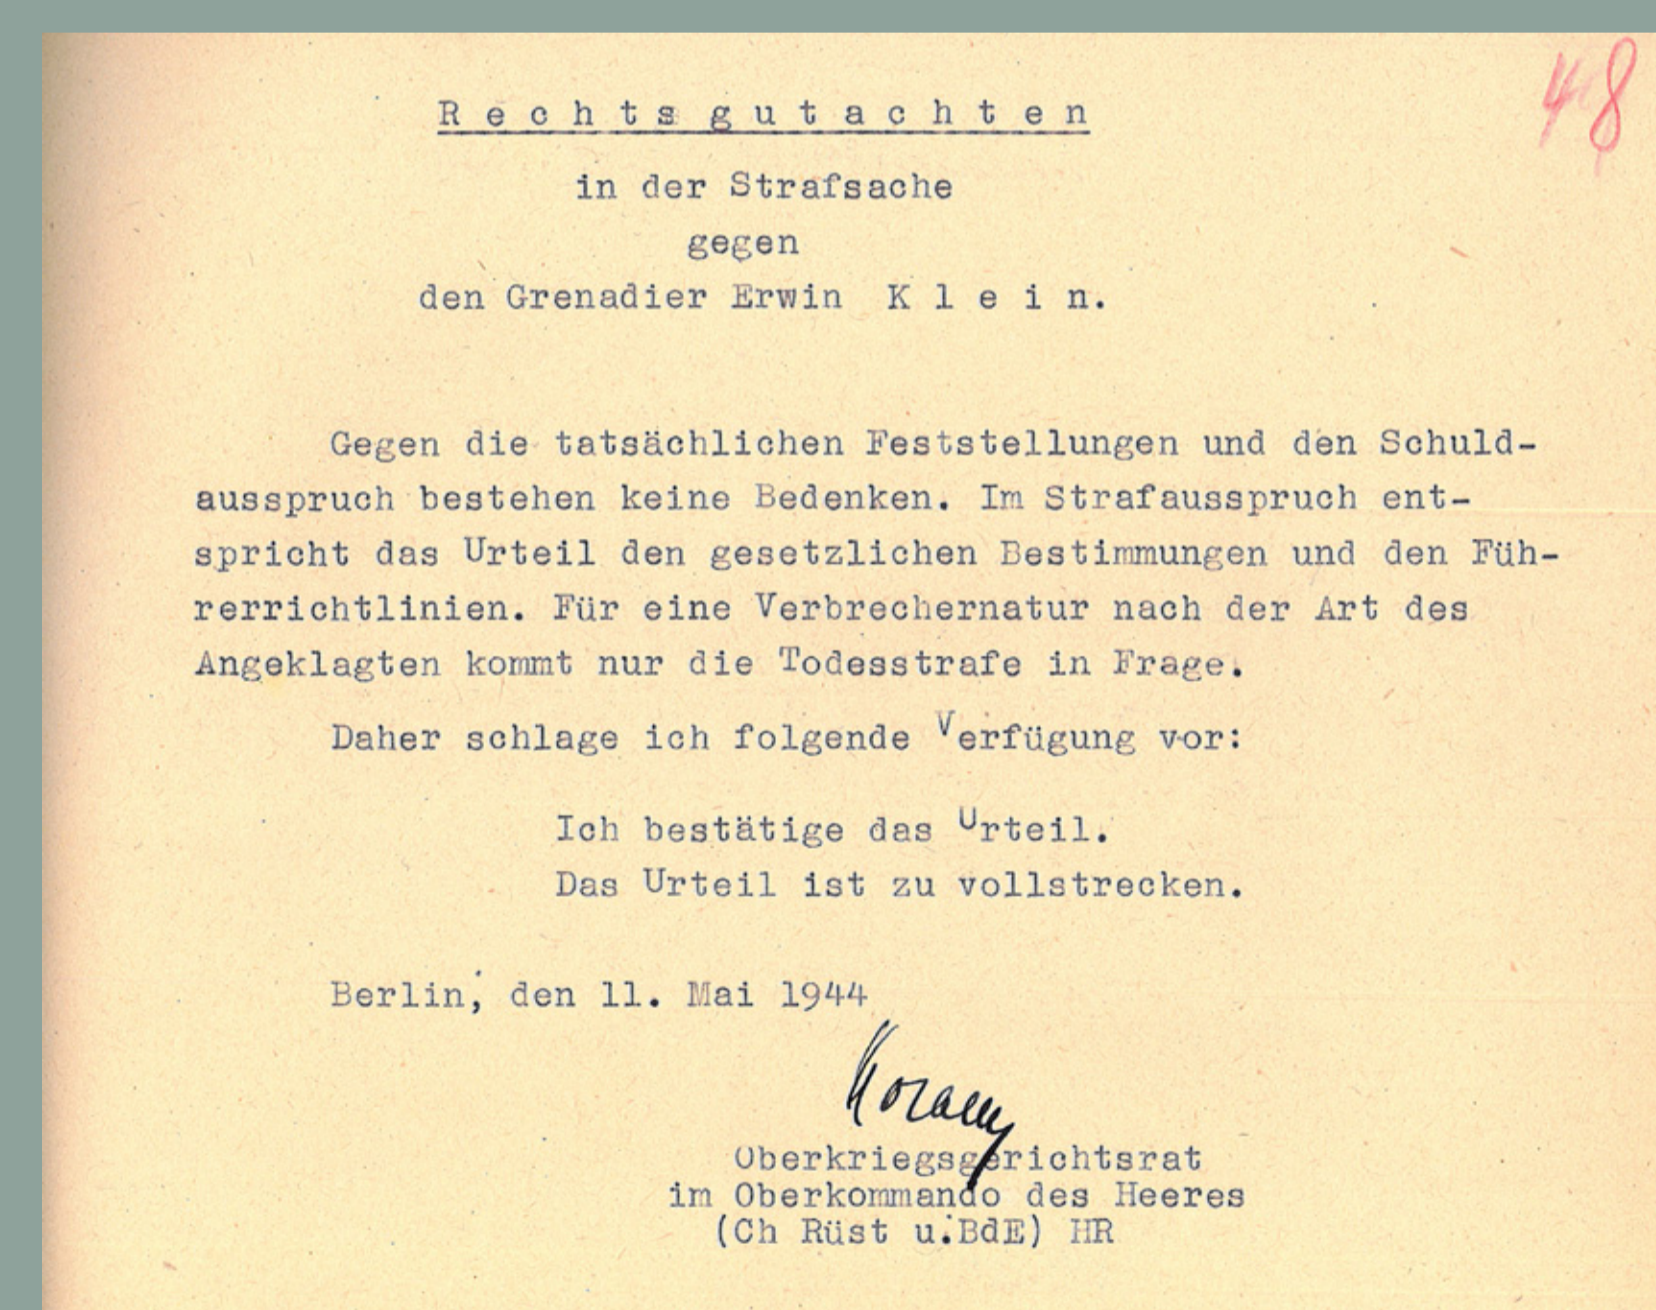 48
Rechtsgutachten
in der Strafsache
gegen
den Grenadier Erwin Klein.
Gegen die tatsächlichen Feststellungen und den Schuld-
ausspruch bestehen keine Bedenken. Im Strafausspruch ent-
spricht das Urteil den gesetzlichen Bestimmungen und den Füh-
rerrichtlinien. Für eine Verbrechernatur nach der Art des
Angeklagten kommt nur die Todesstrafe in Frage.
Daher schlage ich folgende Verfügung vor:
Ich bestätige das Urteil.
Das Urteil ist zu vollstrecken.
Berlin, den 11. Mai 1944
Oberkriegsgerichtsrat
im Oberkommando des Heeres
(Ch Rüst u.BdE) HR